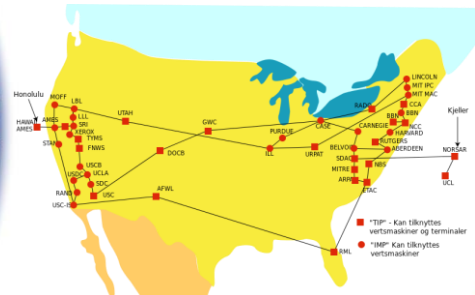 LINCOLN
MIT IPC
MIT MAC
CCA
BBN
BBN
NCC
HARVARD
RUTGERS
ABERDEEN
Kjeller
NORSAR
UCL
Honolulu
HAWAII
AMES
MOFF
LBL
LLL
SRI
AMES
XEROX
TYMS
FNWS
STAN
UTAH
GWC
DOCB
PURDUE
ILL
URPAT
CASE
RADC
CARNEGIE
BELVOIR
SDAC
MITRE
ARPA
NBS
ETAC
USCB
UCLA
USDC
SDC
RAND
USC
USC-ISI
AFWL
RML
"TIP" - Kan tilknyttes
vertsmaskiner og terminaler
"IMP" Kan tilknyttes
vertsmaskiner